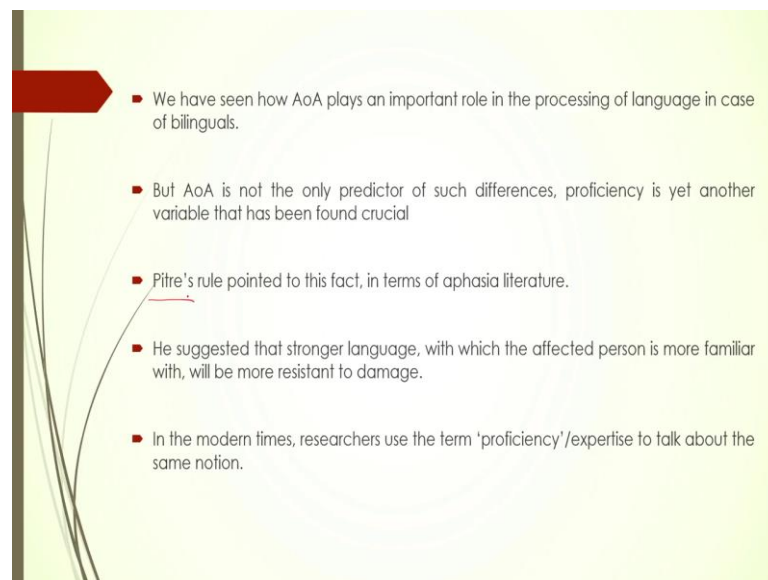 We have seen how AoA plays an important role in the processing of language in case
of bilinguals.
But AoA is not the only predictor of such differences, proficiency is yet another
variable that has been found crucial
Pitre's rule pointed to this fact, in terms of aphasia literature.
He suggested that stronger language, with which the affected person is more familiar
with, will be more resistant to damage.
In the modern times, researchers use the term 'proficiency'/expertise to talk about the
same notion.